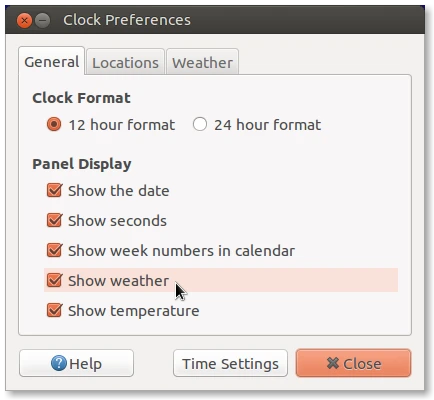 Clock Preferences
General Locations Weather
Clock Format
12 hour format 24 hour format
Panel Display
Show the date
Show seconds
Show week numbers in calendar
Show weather
Show temperature
Help Time Settings Close